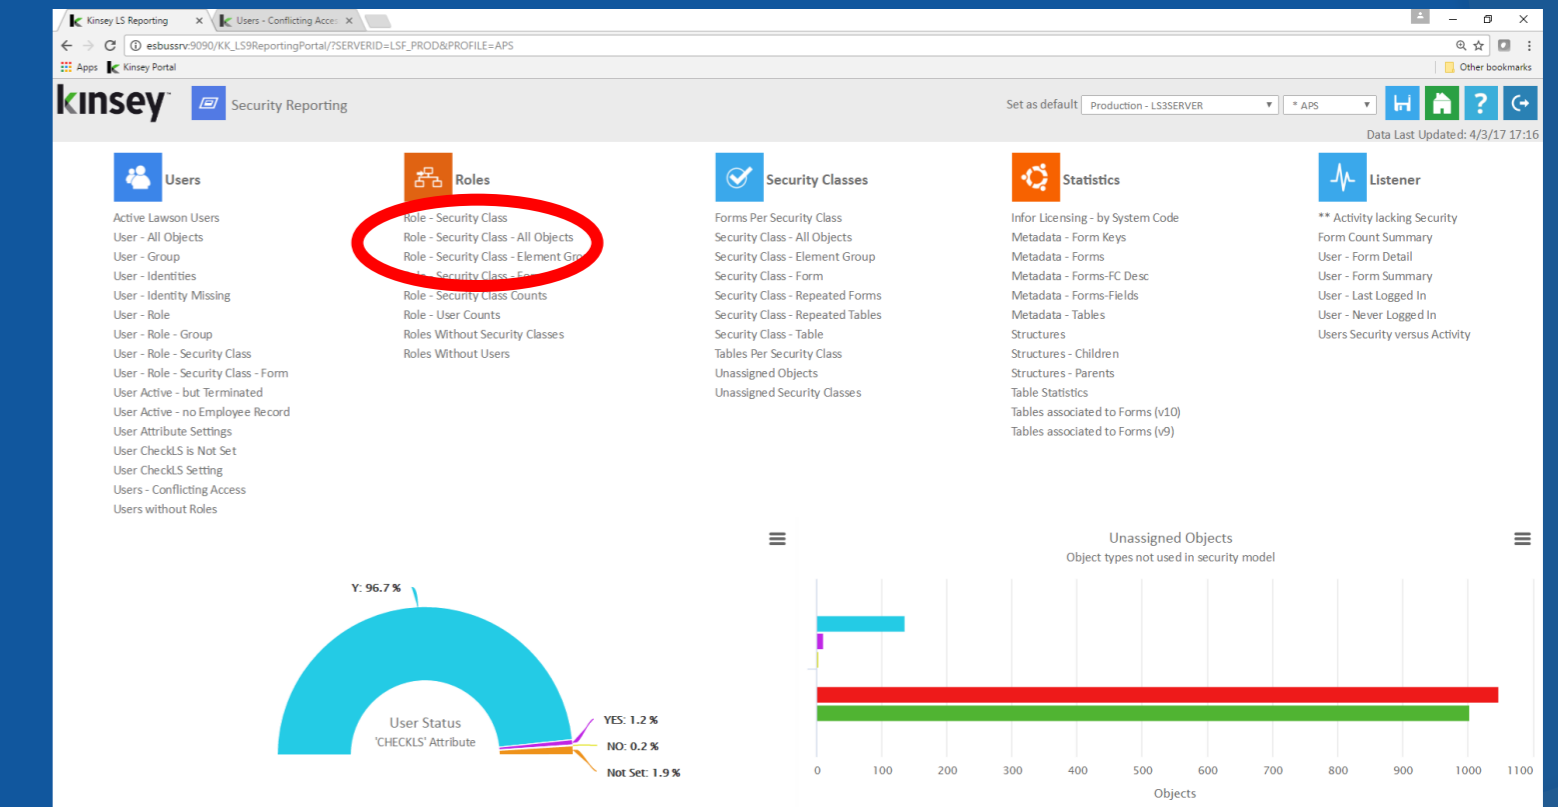 Kinsey LS Reporting
Users - Conflicting Acces
esbussrv:9090/KK_LS9ReportingPortal/?SERVERID=LSF_PROD&PROFILE=APS
Apps Kinsey Portal Other bookmarks
kinsey™ Security Reporting Set as default Production - LS3SERVER * APS
Data Last Updated: 4/3/17 17:16
Users
Active Lawson Users
User - All Objects
User - Group
User - Identities
User - Identity Missing
User - Role
User - Role - Group
User - Role - Security Class
User - Role - Security Class - Form
User Active - but Terminated
User Active - no Employee Record
User Attribute Settings
User CheckLS is Not Set
User CheckLS Setting
Users - Conflicting Access
Users without Roles
Roles
Role - Security Class
Role - Security Class - All Objects
Role - Security Class - Element Gro
Role - Security Class - Form
Role - Security Class Counts
Role - User Counts
Roles Without Security Classes
Roles Without Users
Security Classes
Forms Per Security Class
Security Class - All Objects
Security Class - Element Group
Security Class - Form
Security Class - Repeated Forms
Security Class - Repeated Tables
Security Class - Table
Tables Per Security Class
Unassigned Objects
Unassigned Security Classes
Statistics
Infor Licensing - by System Code
Metadata - Form Keys
Metadata - Forms
Metadata - Forms-FC Desc
Metadata - Forms-Fields
Metadata - Tables
Structures
Structures - Children
Structures - Parents
Table Statistics
Tables associated to Forms (v10)
Tables associated to Forms (v9)
Listener
** Activity lacking Security
Form Count Summary
User - Form Detail
User - Form Summary
User - Last Logged In
User - Never Logged In
Users Security versus Activity
Y: 96.7 %
User Status
'CHECKLS' Attribute
YES: 1.2 %
NO: 0.2 %
Not Set: 1.9 %
Unassigned Objects
Object types not used in security model
0 100 200 300 400 500 600 700 800 900 1000 1100
Objects